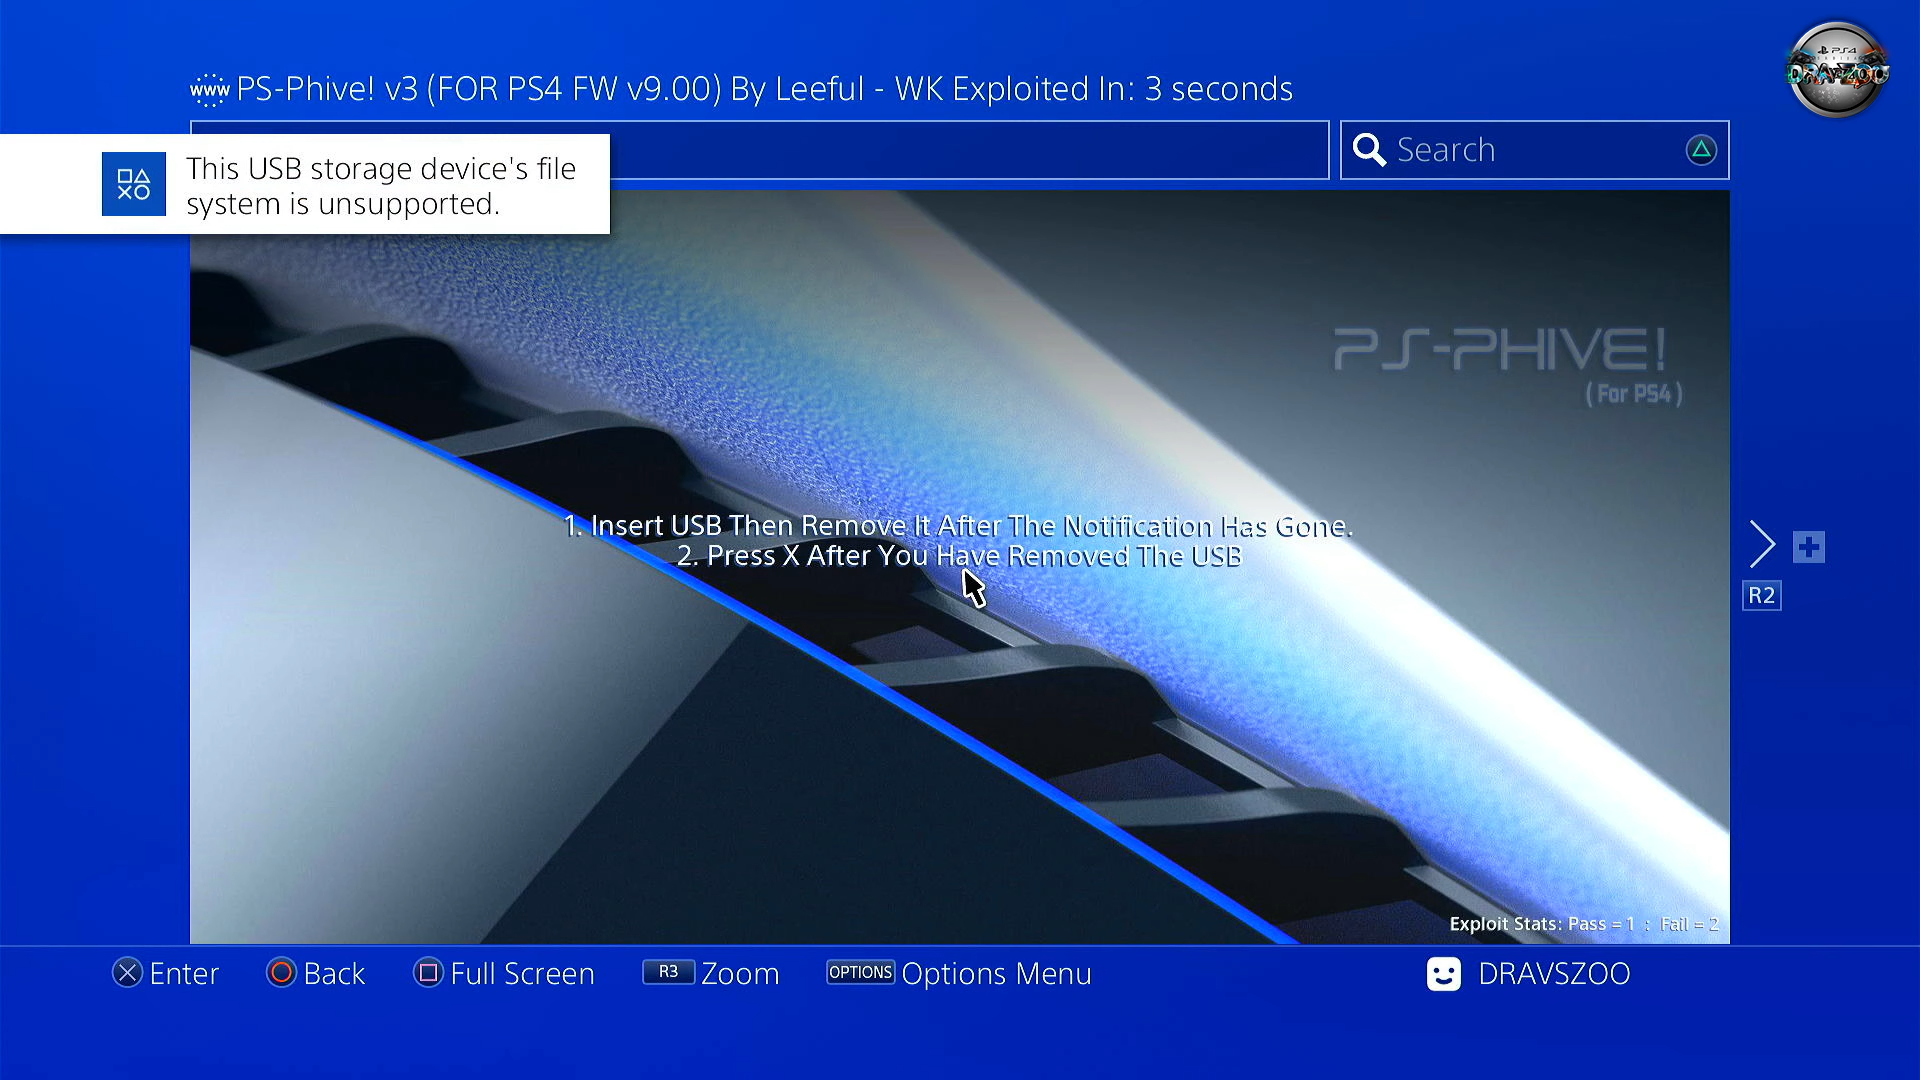 PS4
DRAVSZOO
www PS-Phive! v3 (FOR PS4 FW v9.00) By Leeful - WK Exploited In: 3 seconds
This USB storage device's file
system is unsupported.
Search
PS-PHIVE!
(For PS4)
1. Insert USB Then Remove It After The Notification Has Gone.
2. Press X After You Have Removed The USB
R2
Exploit Stats: Pass = 1 : Fail = 2
Enter
Back
Full Screen
R3 Zoom
OPTIONS Options Menu
DRAVSZOO